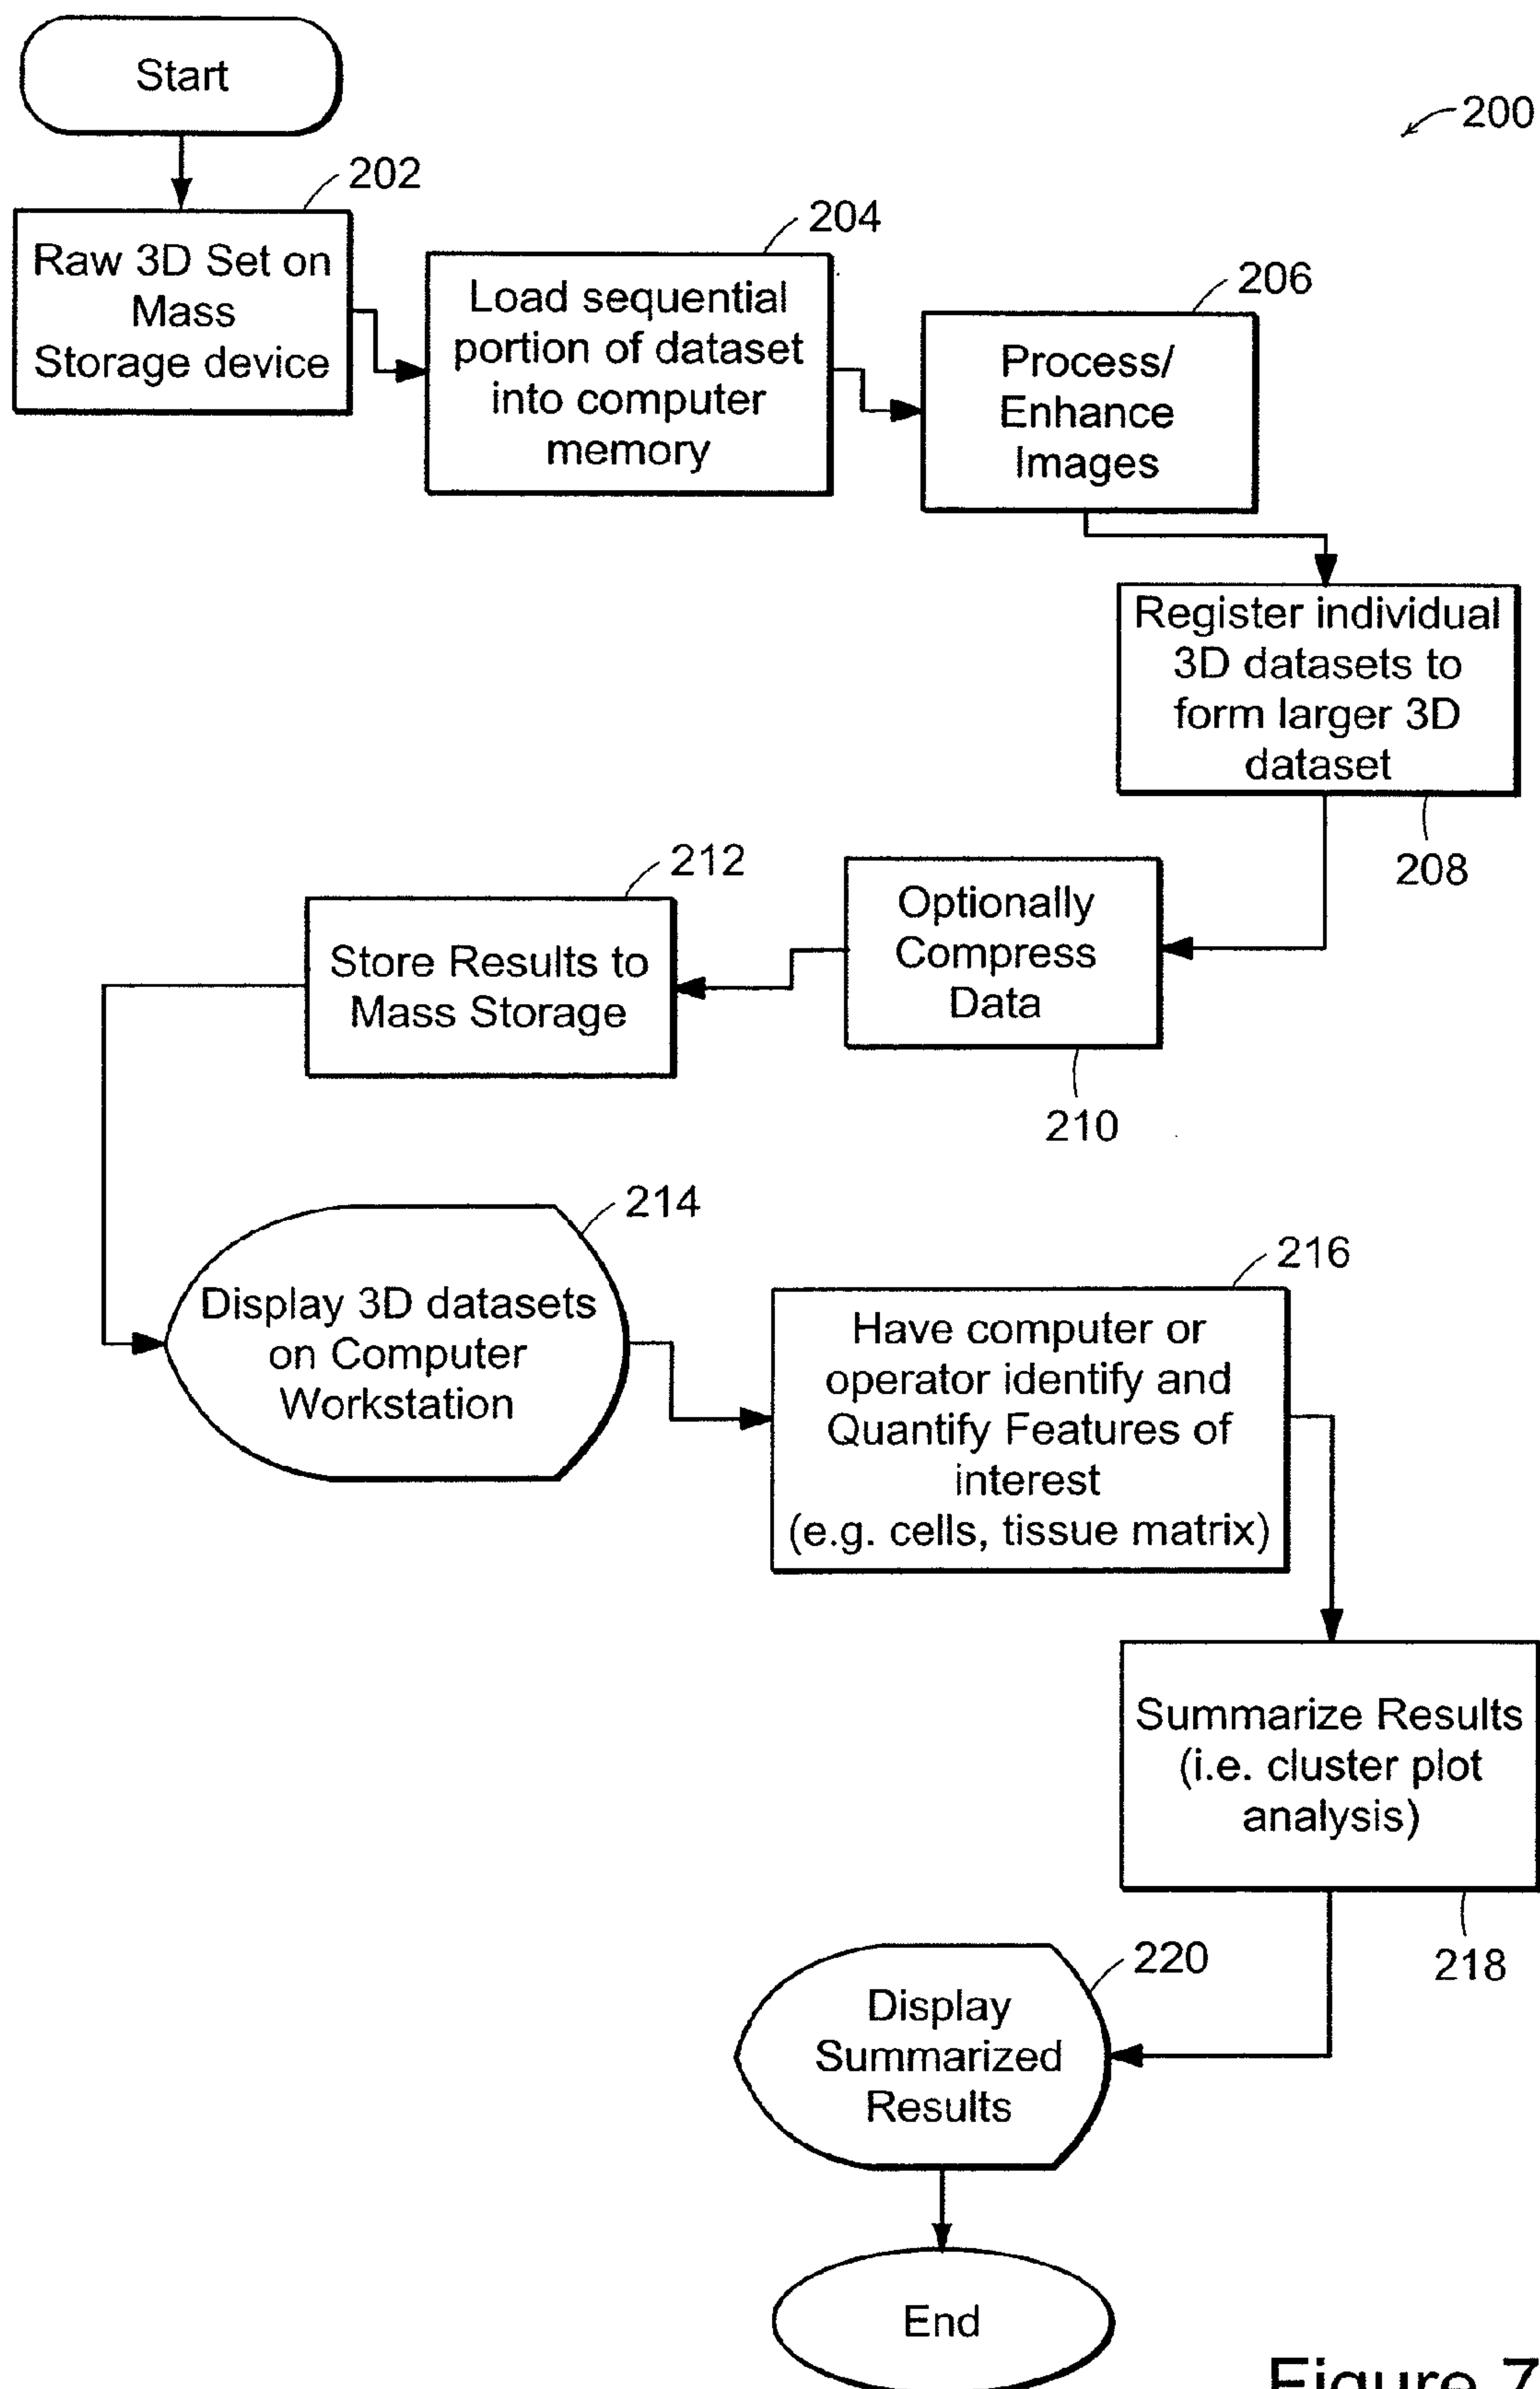 Start
200
202
Raw 3D Set on
Mass
Storage device
204
Load sequential
portion of dataset
into computer
memory
206
Process/
Enhance
Images
Register individual
3D datasets to
form larger 3D
dataset
208
Optionally
Compress
Data
210
212
Store Results to
Mass Storage
214
Display 3D datasets
on Computer
Workstation
216
Have computer or
operator identify and
Quantify Features of
interest
(e.g. cells, tissue matrix)
Summarize Results
(i.e. cluster plot
analysis)
218
220
Display
Summarized
Results
End
Figure 7